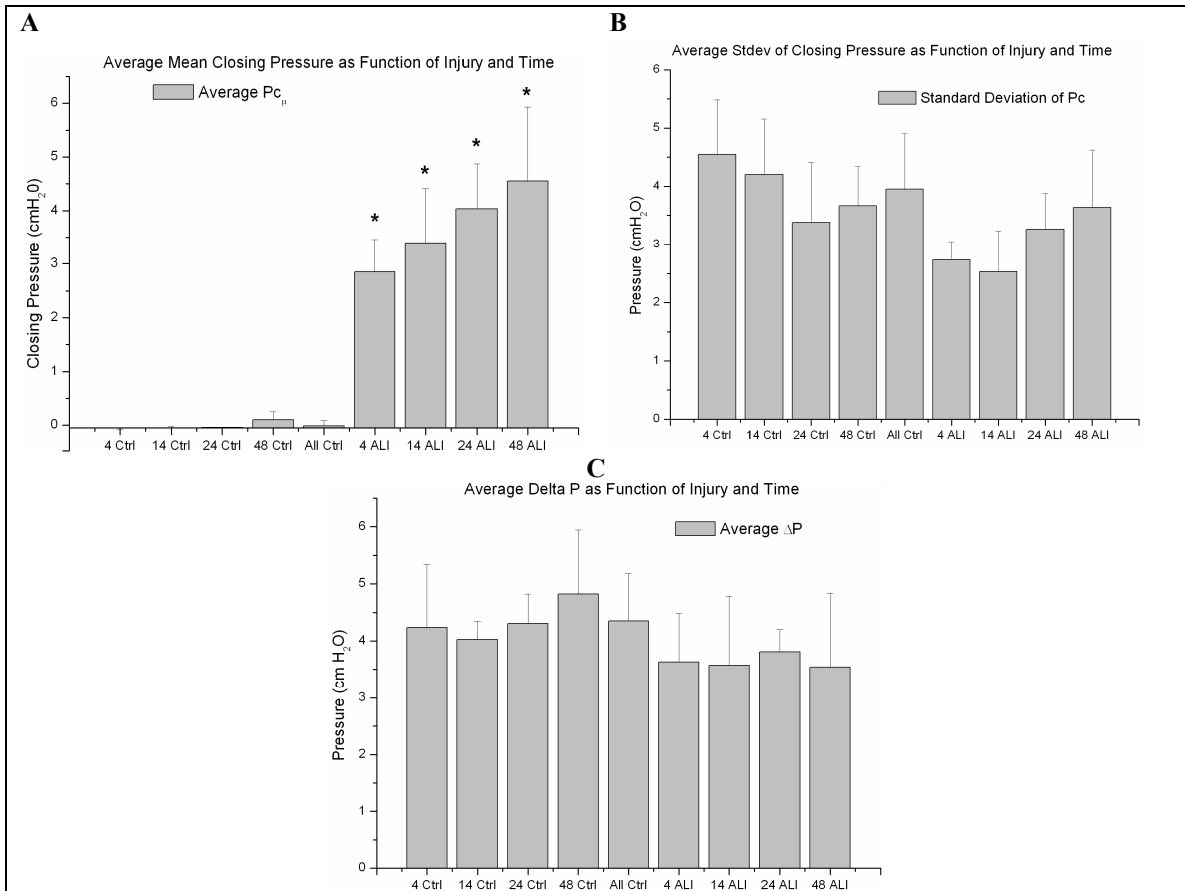 A
Average Mean Closing Pressure as Function of Injury and Time
Average Pcμ
Closing Pressure (cmH20)
6
5
4
3
2
1
0
4 Ctrl 14 Ctrl 24 Ctrl 48 Ctrl All Ctrl 4 ALI 14 ALI 24 ALI 48 ALI
* * * *
B
Average Stdev of Closing Pressure as Function of Injury and Time
Standard Deviation of Pc
Pressure (cmH2O)
6
5
4
3
2
1
0
4 Ctrl 14 Ctrl 24 Ctrl 48 Ctrl All Ctrl 4 ALI 14 ALI 24 ALI 48 ALI
C
Average Delta P as Function of Injury and Time
Average ΔP
Pressure (cm H2O)
6
5
4
3
2
1
0
4 Ctrl 14 Ctrl 24 Ctrl 48 Ctrl All Ctrl 4 ALI 14 ALI 24 ALI 48 ALI